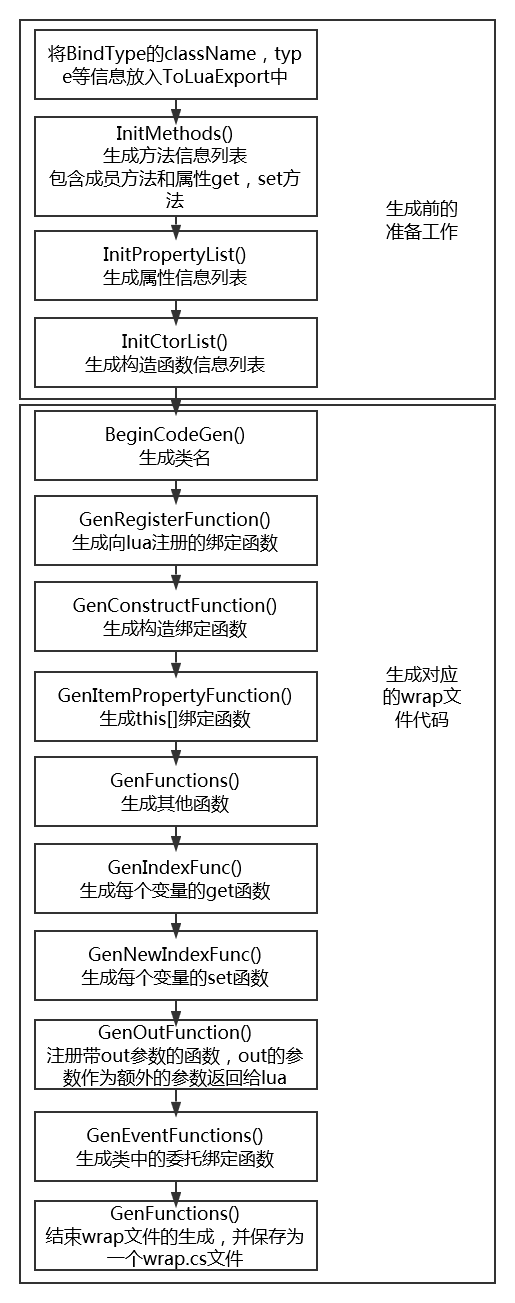 将BindType的className，typ
e等信息放入ToLuaExport中
InitMethods()
生成方法信息列表
包含成员方法和属性get，set方
法
生成前的
准备工作
InitPropertyList()
生成属性信息列表
InitCtorList()
生成构造函数信息列表
BeginCodeGen()
生成类名
GenRegisterFunction()
生成向lua注册的绑定函数
GenConstructFunction()
生成构造绑定函数
GenItemPropertyFunction()
生成this[]绑定函数
生成对应
的wrap文
件代码
GenFunctions()
生成其他函数
GenIndexFunc()
生成每个变量的get函数
GenNewIndexFunc()
生成每个变量的set函数
GenOutFunction()
注册带out参数的函数，out的参
数作为额外的参数返回给lua
GenEventFunctions()
生成类中的委托绑定函数
GenFunctions()
结束wrap文件的生成，并保存为
一个wrap.cs文件